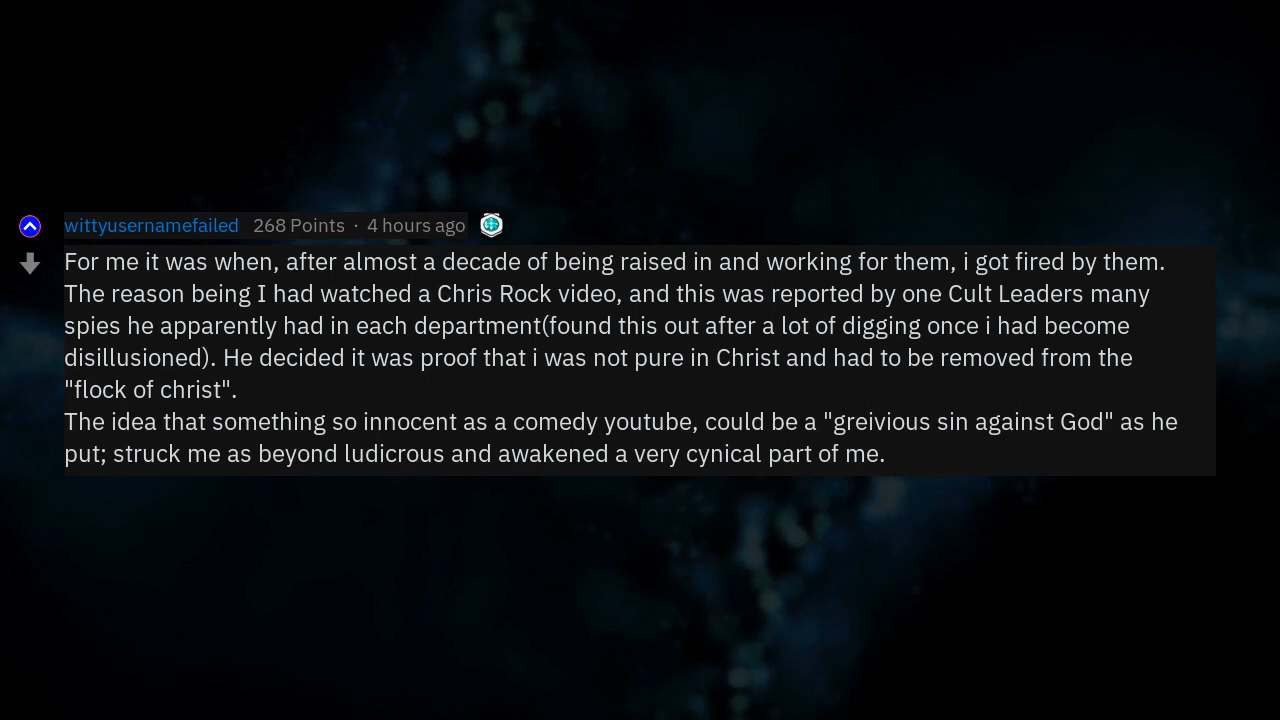 wittyusernamefailed 268 Points · 4 hours ago
For me it was when, after almost a decade of being raised in and working for them, i got fired by them.
The reason being I had watched a Chris Rock video, and this was reported by one Cult Leaders many
spies he apparently had in each department(found this out after a lot of digging once i had become
disillusioned). He decided it was proof that i was not pure in Christ and had to be removed from the
"flock of christ".
The idea that something so innocent as a comedy youtube, could be a "greivious sin against God" as he
put; struck me as beyond ludicrous and awakened a very cynical part of me.